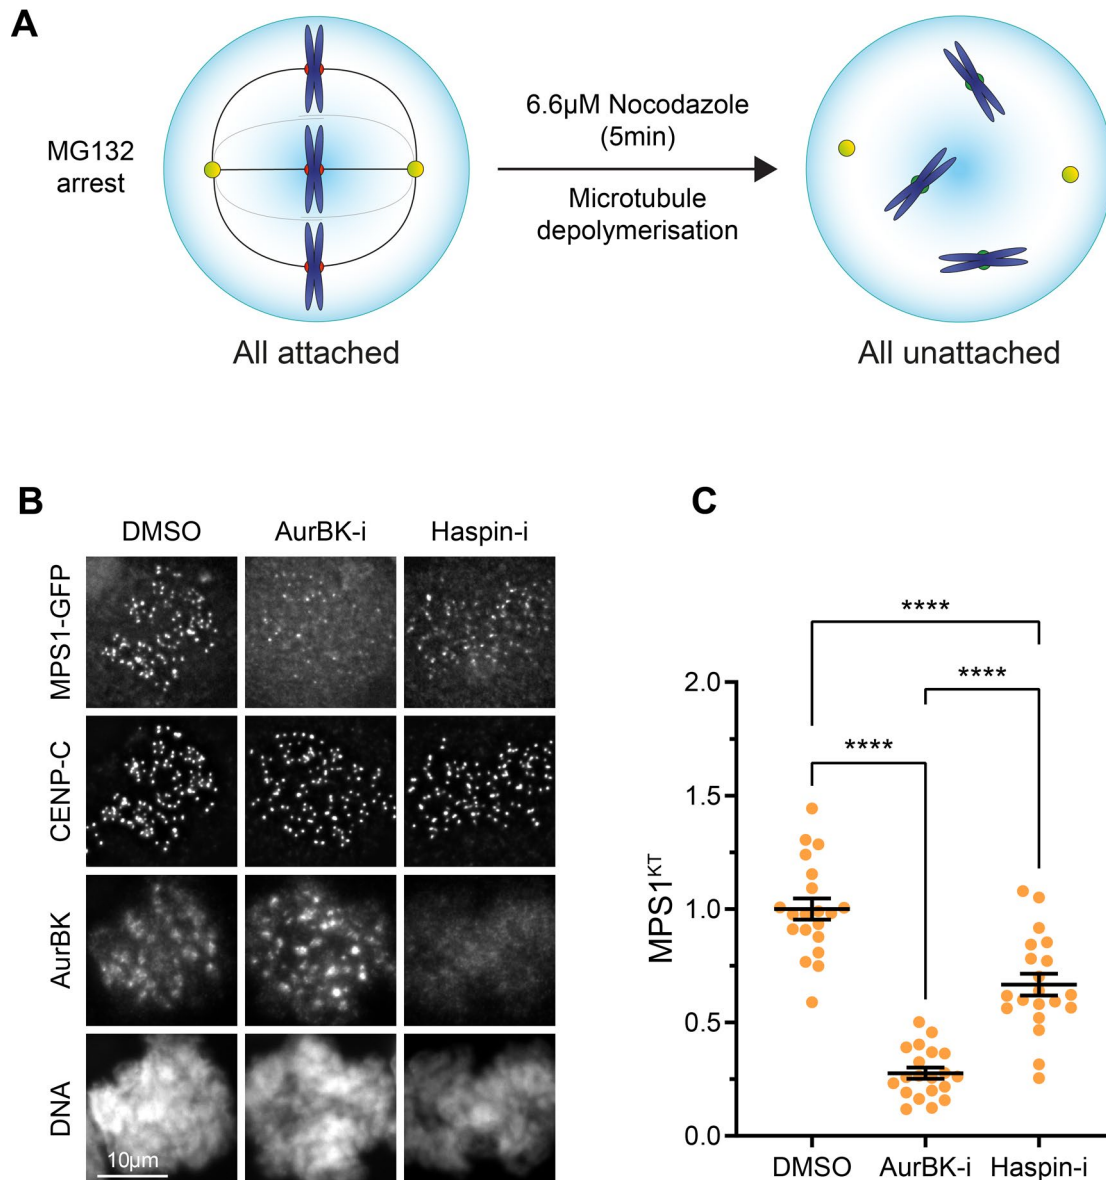 A
MG132
arrest
6.6µM Nocodazole
(5min)
Microtubule
depolymerisation
All attached
All unattached
B
DMSO
AurBK-i
Haspin-i
MPS1-GFP
CENP-C
AurBK
DNA
10µm
C
****
****
****
2.0
1.5
1.0
0.5
0.0
MPS1ᴷᵀ
DMSO
AurBK-i
Haspin-i